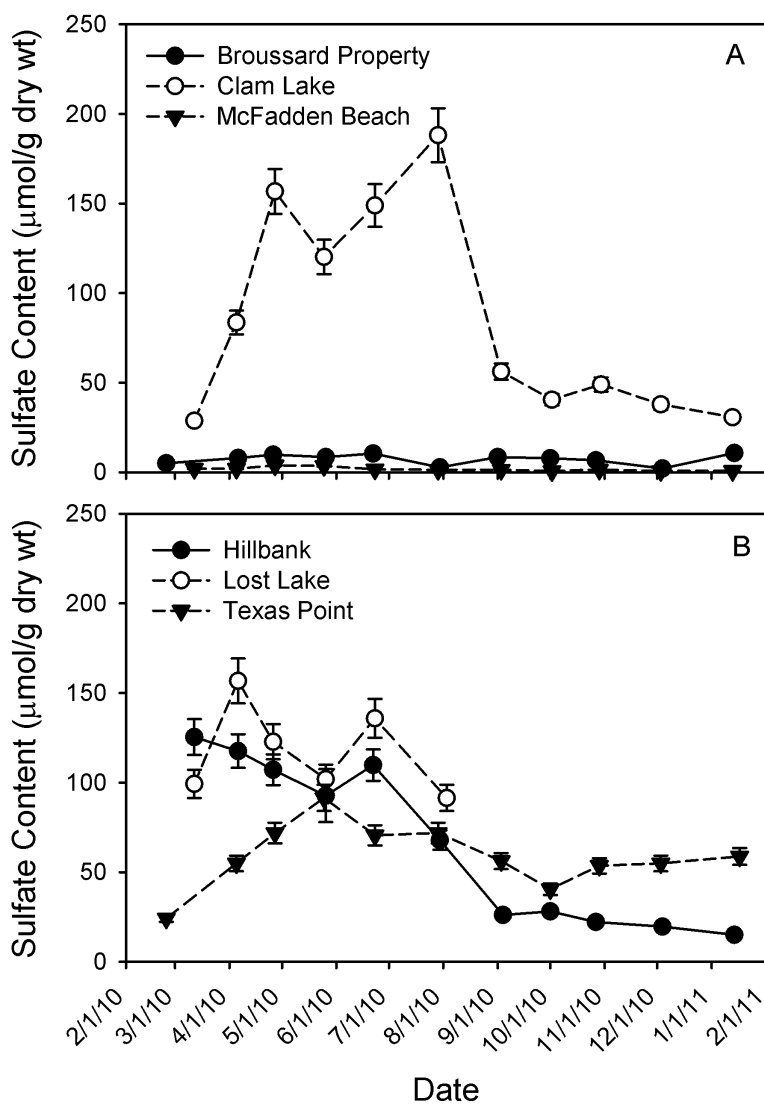 250
200
150
100
50
0
Sulfate Content (μmol/g dry wt)
A
Broussard Property
Clam Lake
McFadden Beach
250
200
150
100
50
0
Sulfate Content (μmol/g dry wt)
B
Hillbank
Lost Lake
Texas Point
2/1/10
3/1/10
4/1/10
5/1/10
6/1/10
7/1/10
8/1/10
9/1/10
10/1/10
11/1/10
12/1/10
1/1/11
2/1/11
Date